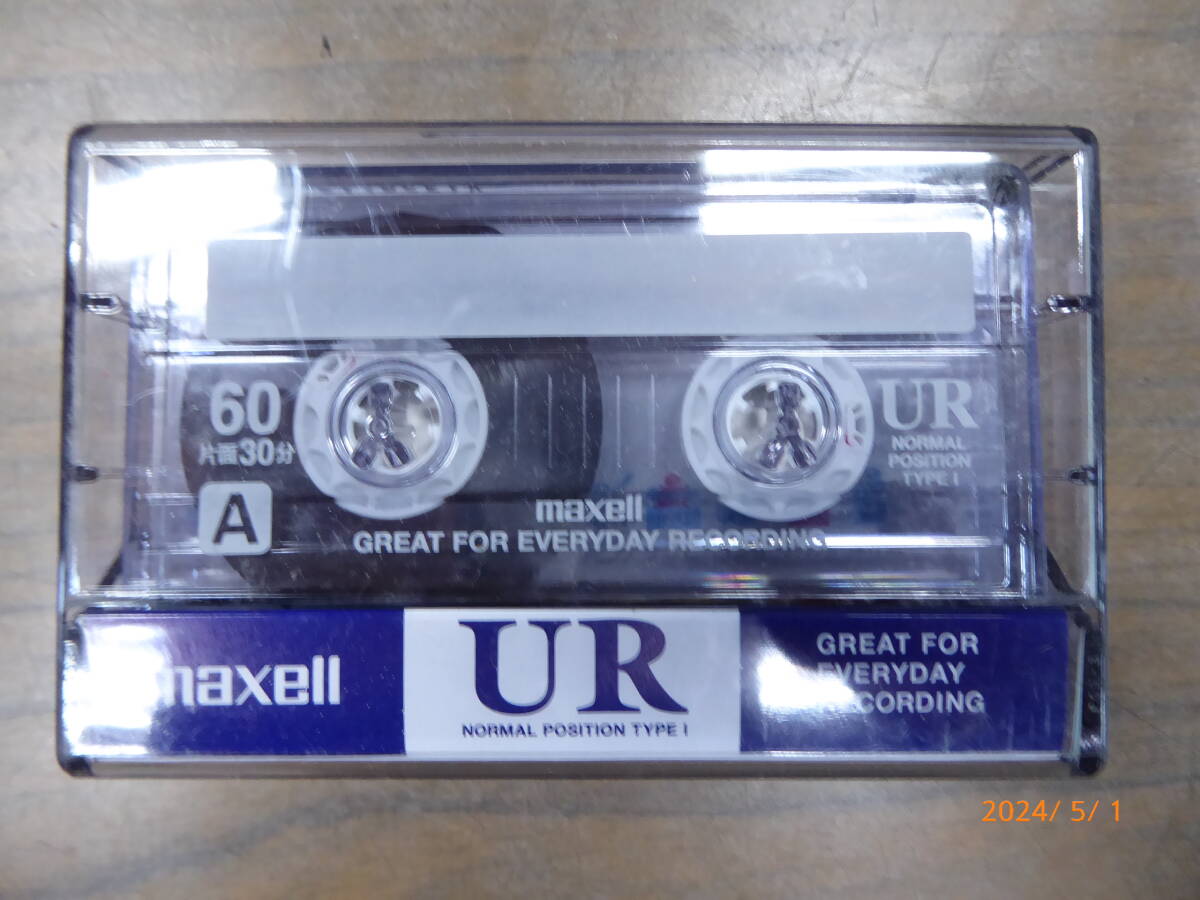 60
片面30分
A
UR
NORMAL
POSITION
TYPE I
maxell
GREAT FOR EVERYDAY RECORDING
maxell
UR
NORMAL POSITION TYPE I
GREAT FOR
EVERYDAY
RECORDING
2024/ 5/ 1